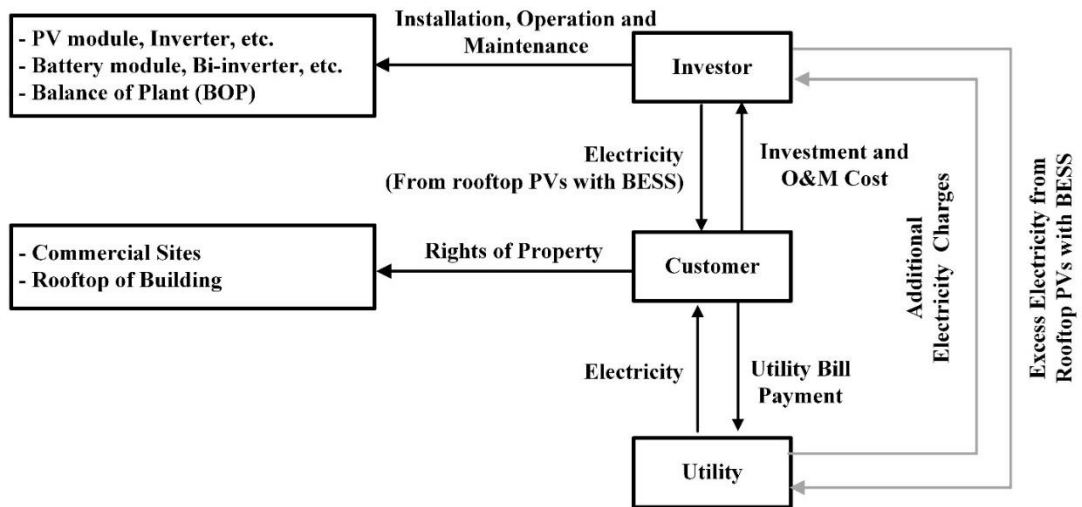 Installation, Operation and
Maintenance
- PV module, Inverter, etc.
- Battery module, Bi-inverter, etc.
- Balance of Plant (BOP)
Investor
Electricity
(From rooftop PVs with BESS)
Investment and
O&M Cost
- Commercial Sites
- Rooftop of Building
Rights of Property
Customer
Electricity
Utility Bill
Payment
Utility
Additional
Electricity Charges
Excess Electricity from
Rooftop PVs with BESS